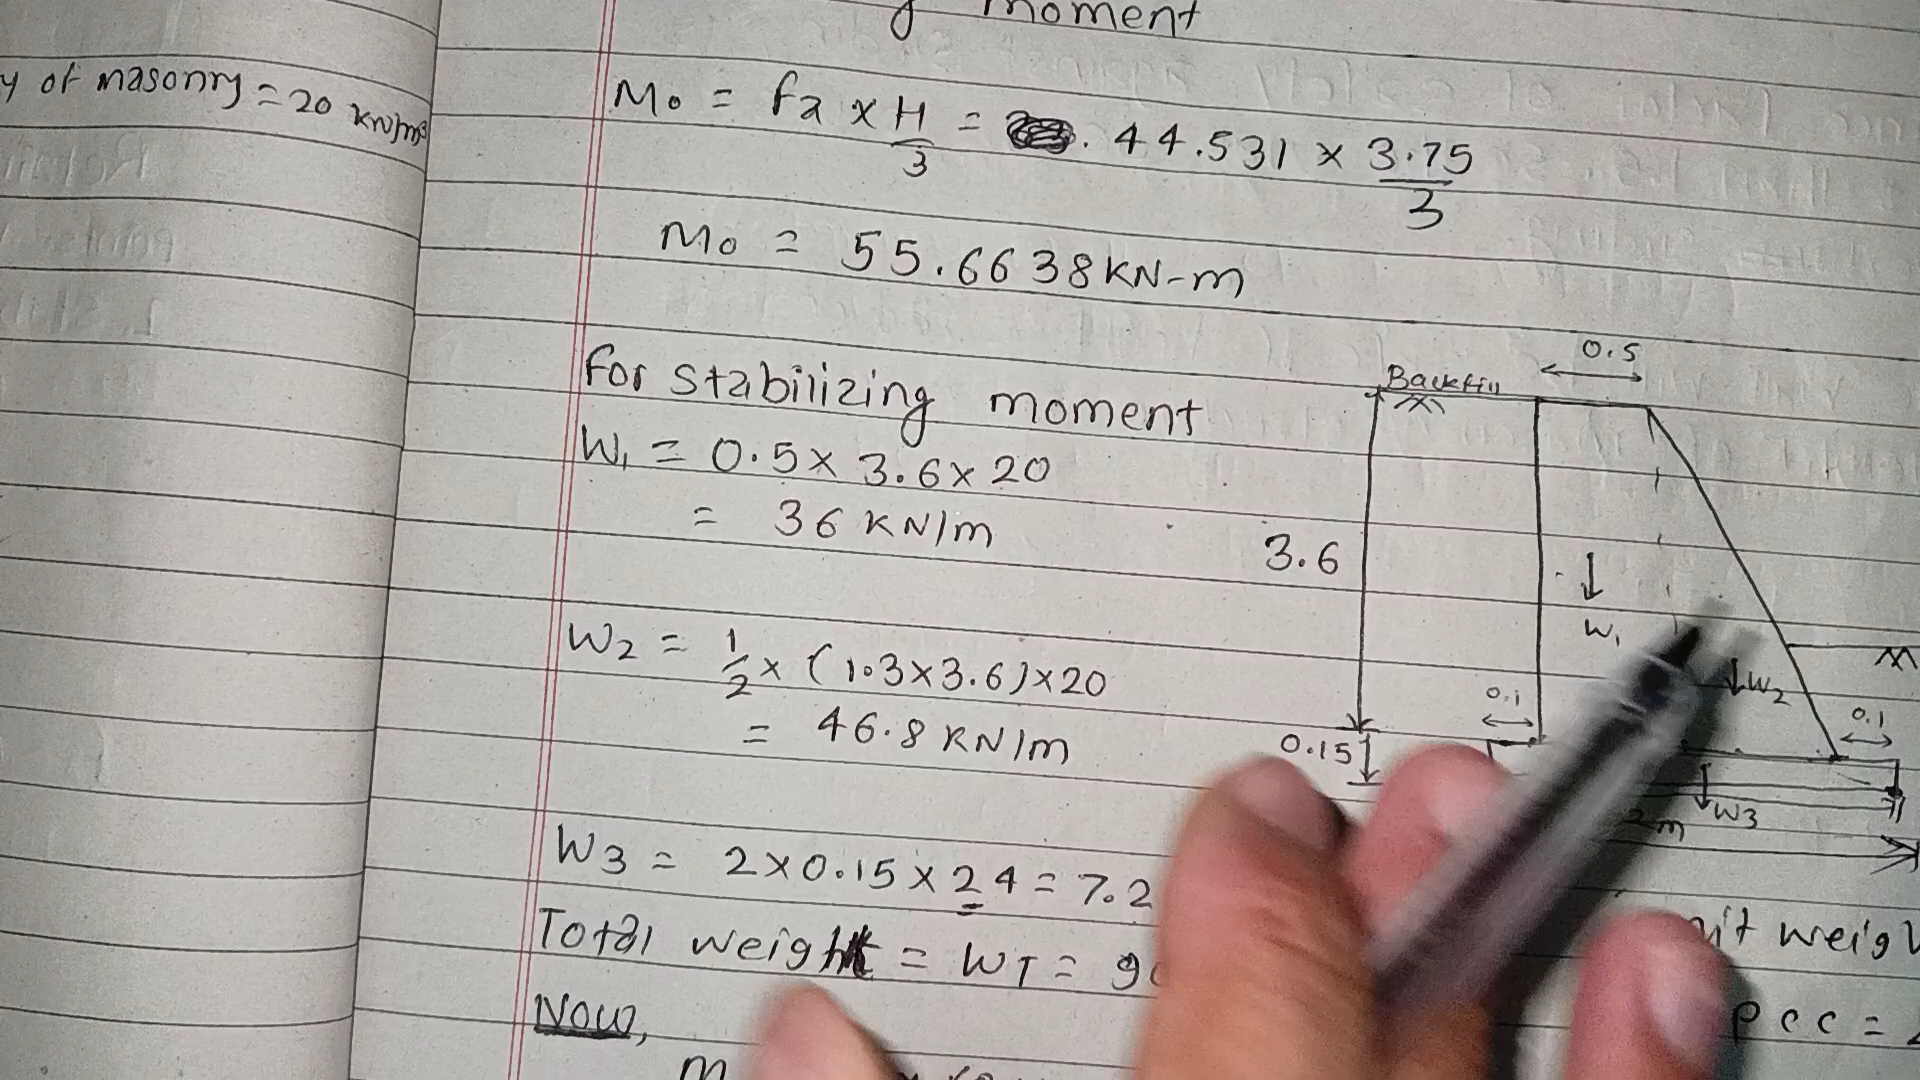 moment
y of masonry = 20 KN/m³
Mo = fa x H/3 = 44.531 x 3.75/3
Mo = 55.6638 KN-m
for stabilizing moment
W1 = 0.5 x 3.6 x 20
= 36 KN/m
W2 = 1/2 x (1.3 x 3.6) x 20
= 46.8 KN/m
W3 = 2 x 0.15 x 24 = 7.2
Total weight = WT = 90
Now,
0.5
Backfill
3.6
W1
W2
0.1
0.1
0.15
W3
2m
PCC =